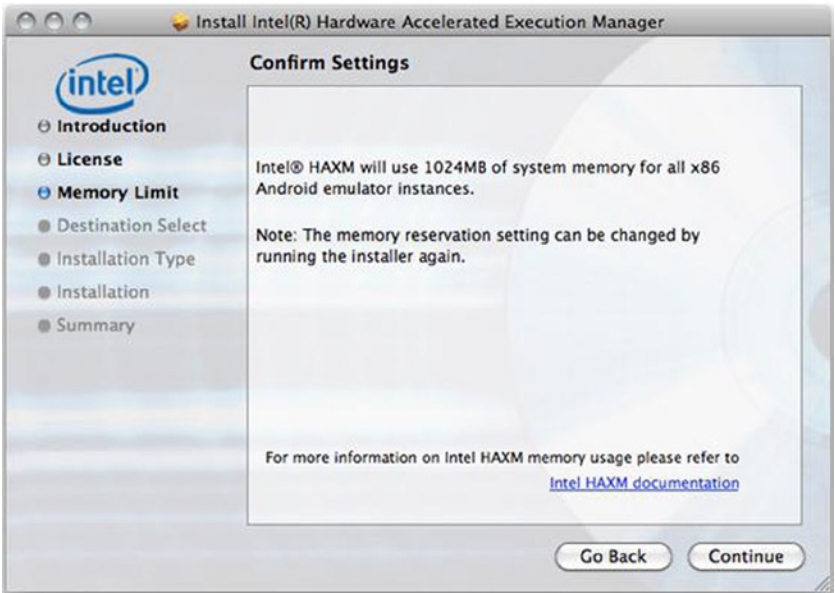 Install Intel(R) Hardware Accelerated Execution Manager
intel
Confirm Settings
Introduction
License
Memory Limit
Destination Select
Installation Type
Installation
Summary
Intel® HAXM will use 1024MB of system memory for all x86
Android emulator instances.
Note: The memory reservation setting can be changed by
running the installer again.
For more information on Intel HAXM memory usage please refer to
Intel HAXM documentation
Go Back
Continue